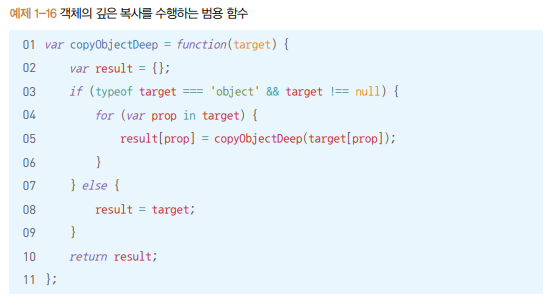 예제 1-16 객체의 깊은 복사를 수행하는 범용 함수
01 var copyObjectDeep = function(target) {
02 var result = {};
03 if (typeof target === 'object' && target !== null) {
04 for (var prop in target) {
05 result[prop] = copyObjectDeep(target[prop]);
06 }
07 } else {
08 result = target;
09 }
10 return result;
11 };